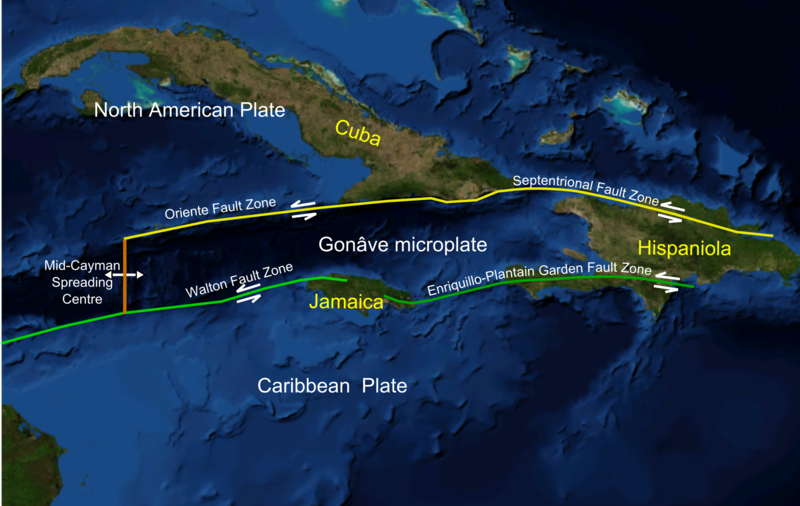 North American Plate
Cuba
Septentrional Fault Zone
Oriente Fault Zone
Gonâve microplate
Hispaniola
Mid-Cayman
Spreading
Centre
Walton Fault Zone
Enriquillo-Plantain Garden Fault Zone
Jamaica
Caribbean Plate